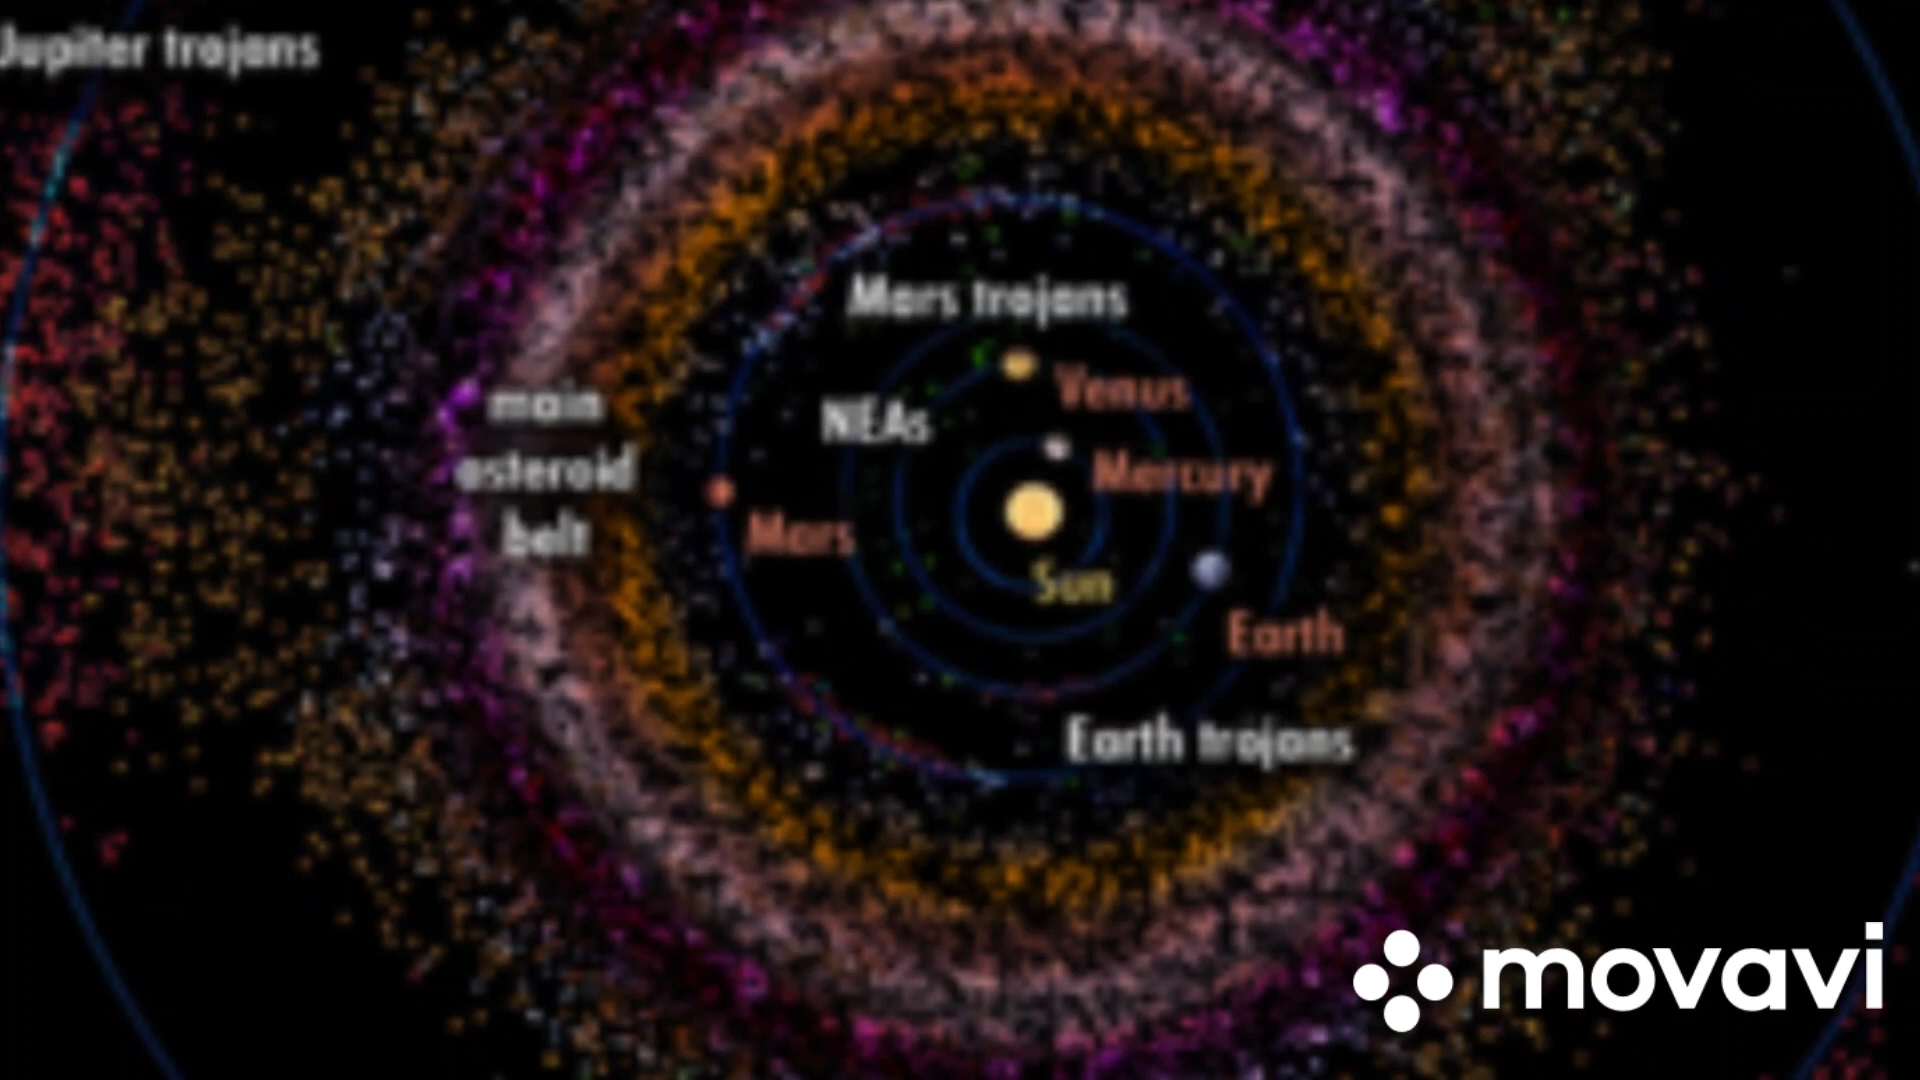 Jupiter trojans
Mars trojans
Venus
NEAs
main
asteroid
belt
Mercury
Mars
Sun
Earth
Earth trojans
movavi